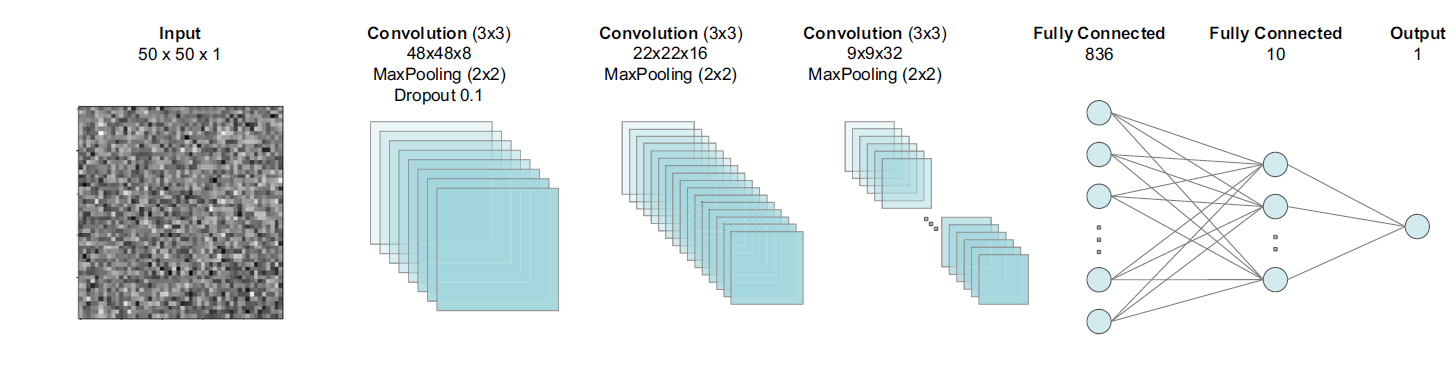 Input
50 x 50 x 1
Convolution (3x3)
48x48x8
MaxPooling (2x2)
Dropout 0.1
Convolution (3x3)
22x22x16
MaxPooling (2x2)
Convolution (3x3)
9x9x32
MaxPooling (2x2)
Fully Connected
836
Fully Connected
10
Output
1